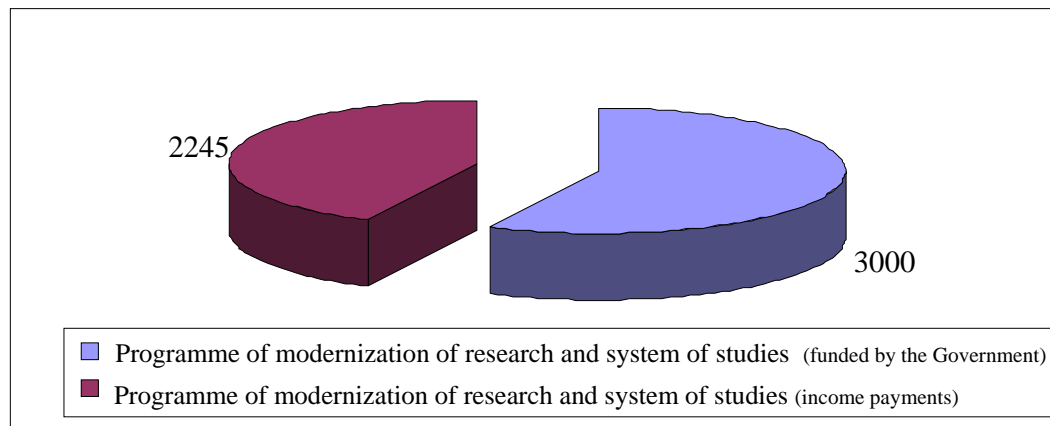 2245
3000
Programme of modernization of research and system of studies (funded by the Government)
Programme of modernization of research and system of studies (income payments)